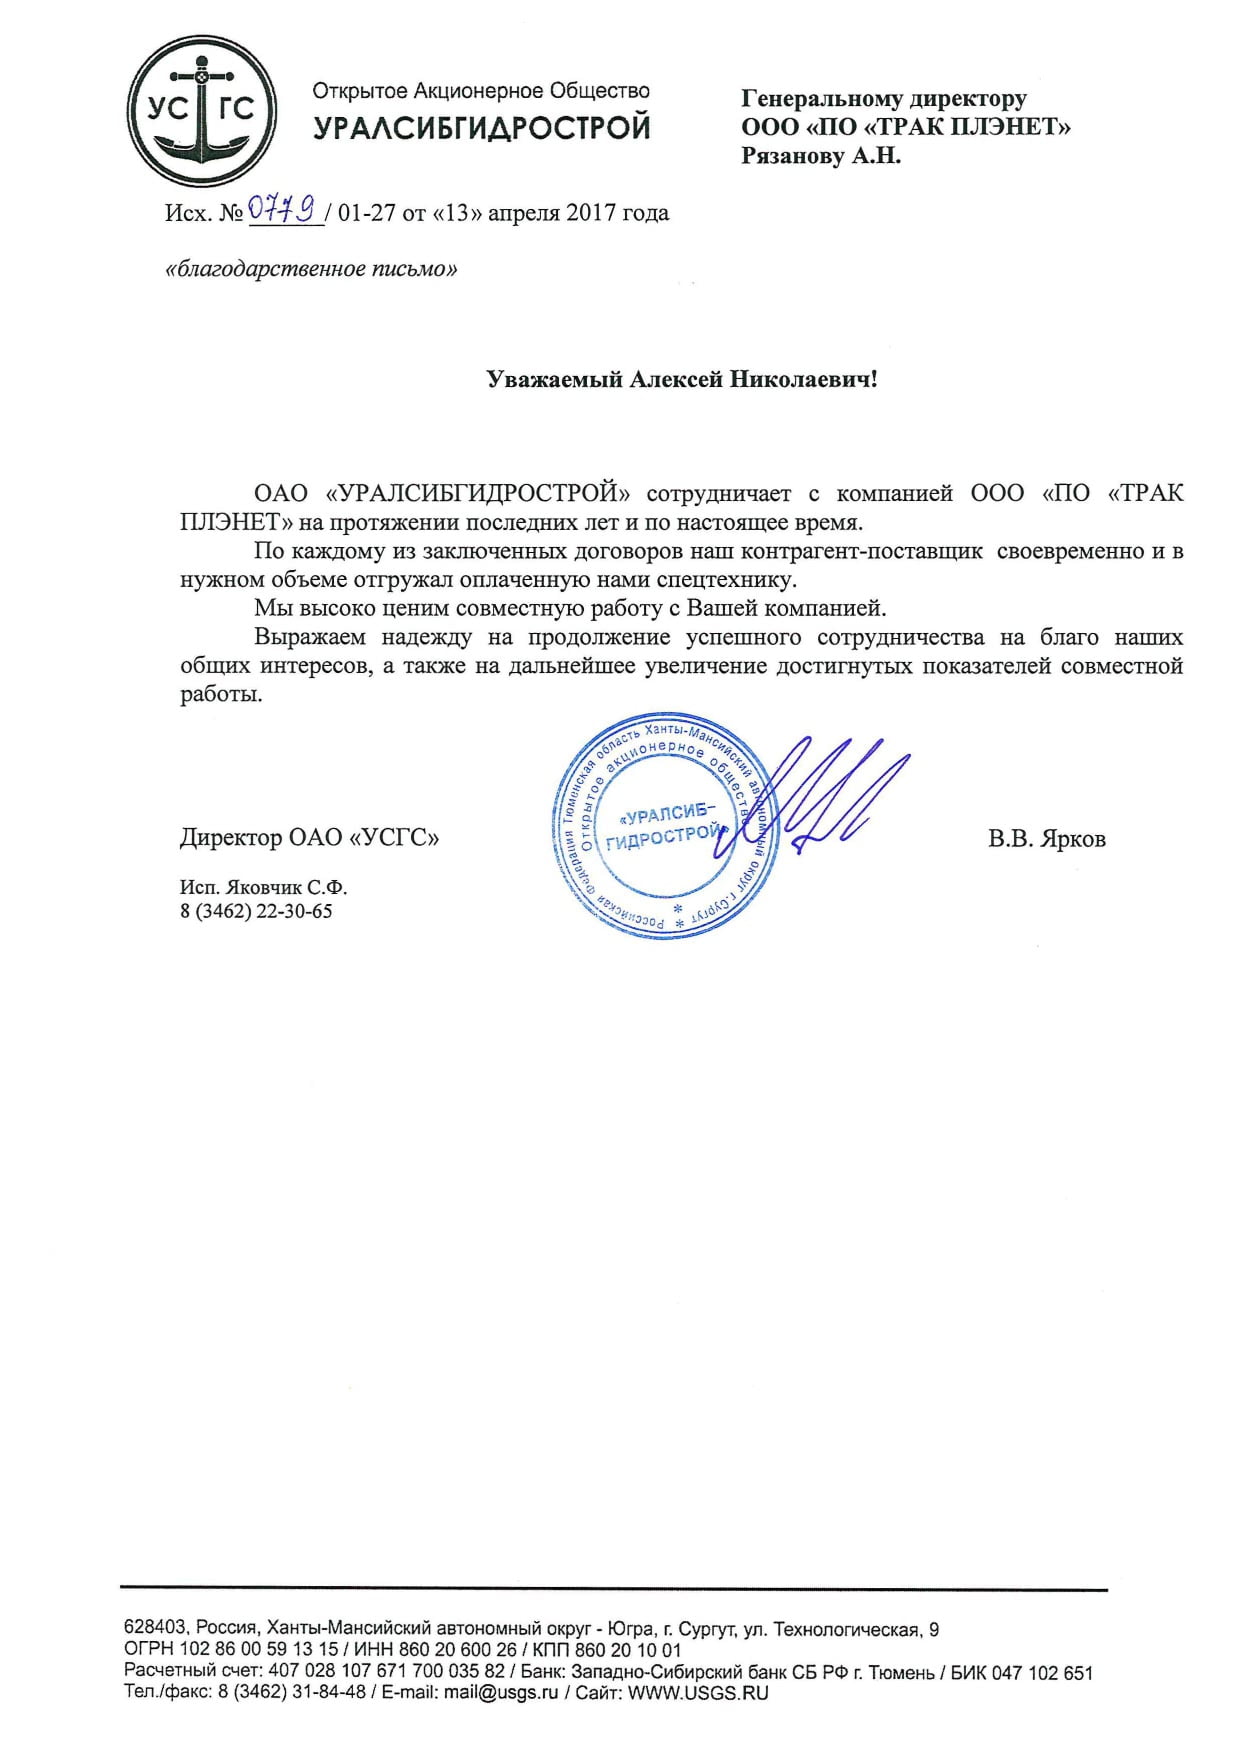 УС ГС
Открытое Акционерное Общество
УРАЛСИБГИДРОСТРОЙ
Генеральному директору
ООО «ПО «ТРАК ПЛЭНЕТ»
Рязанову А.Н.
Исх. № 0779 / 01-27 от «13» апреля 2017 года
«благодарственное письмо»
Уважаемый Алексей Николаевич!
ОАО «УРАЛСИБГИДРОСТРОЙ» сотрудничает с компанией ООО «ПО «ТРАК
ПЛЭНЕТ» на протяжении последних лет и по настоящее время.
По каждому из заключенных договоров наш контрагент-поставщик своевременно и в
нужном объеме отгружал оплаченную нами спецтехнику.
Мы высоко ценим совместную работу с Вашей компанией.
Выражаем надежду на продолжение успешного сотрудничества на благо наших
общих интересов, а также на дальнейшее увеличение достигнутых показателей совместной
работы.
Российская Федерация Тюменская область Ханты-Мансийский автономный округ г.Сургут *
Открытое акционерное общество *
«УРАЛСИБ-
ГИДРОСТРОЙ»
Директор ОАО «УСГС»
В.В. Ярков
Исп. Яковчик С.Ф.
8 (3462) 22-30-65
628403, Россия, Ханты-Мансийский автономный округ - Югра, г. Сургут, ул. Технологическая, 9
ОГРН 102 86 00 59 13 15 / ИНН 860 20 600 26 / КПП 860 20 10 01
Расчетный счет: 407 028 107 671 700 035 82 / Банк: Западно-Сибирский банк СБ РФ г. Тюмень / БИК 047 102 651
Тел./факс: 8 (3462) 31-84-48 / E-mail: mail@usgs.ru / Сайт: WWW.USGS.RU